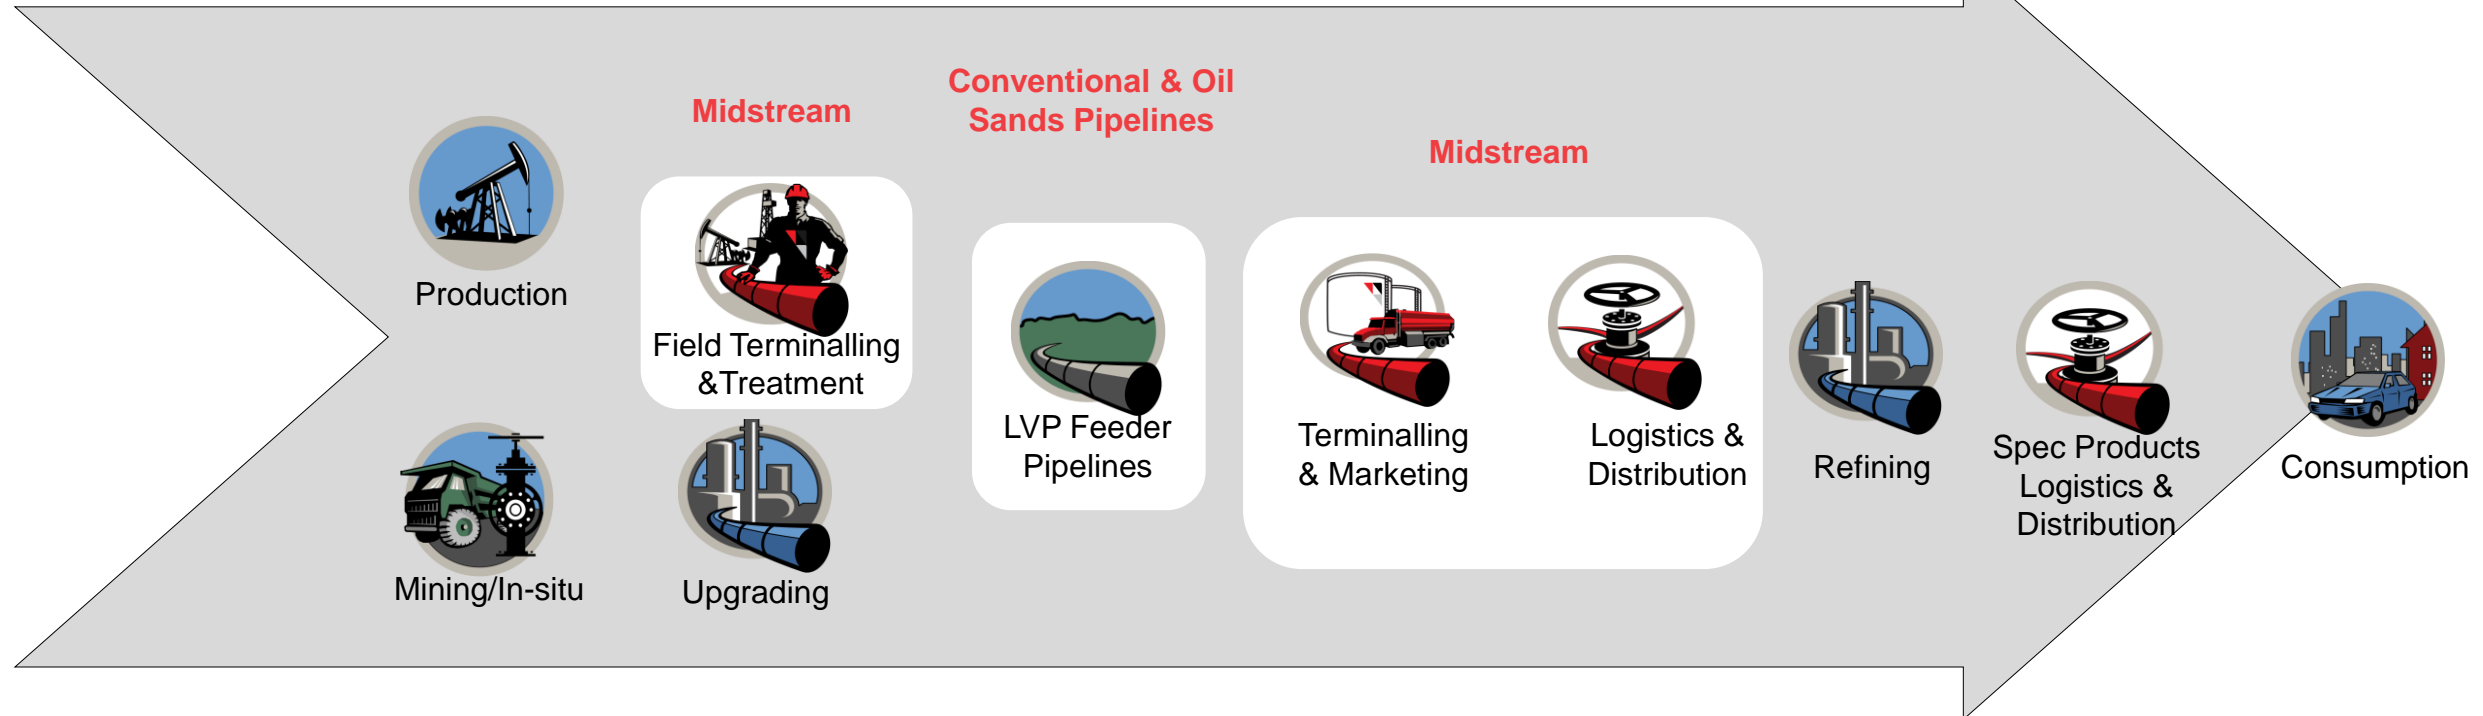 Conventional & Oil
Sands Pipelines
Midstream
Midstream
Production
Field Terminalling
&Treatment
LVP Feeder
Pipelines
Terminalling
& Marketing
Logistics &
Distribution
Refining
Spec Products
Logistics &
Distribution
Consumption
Mining/In-situ
Upgrading